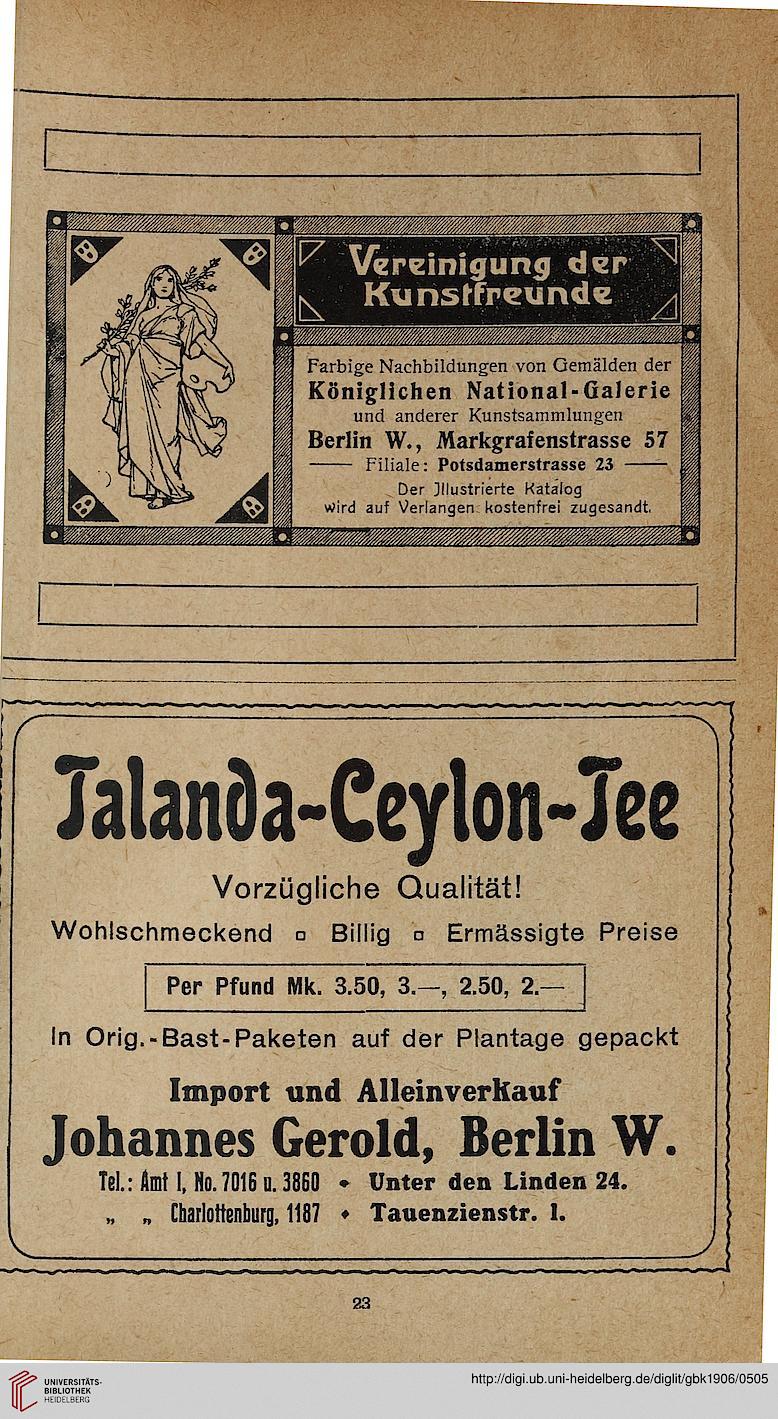 Vereinigung der
Kunstfreunde
Farbige Nachbildungen von Gemälden der
Königlichen National-Galerie
und anderer Kunstsammlungen
Berlin W., Markgrafenstrasse 57
Filiale: Potsdamerstrasse 23
Der Jllustrierte Katalog
wird auf Verlangen kostenfrei zugesandt.
Talanda-Ceylon-Tee
Vorzügliche Qualität!
Wohlschmeckend ▫ Billig ▫ Ermässigte Preise
Per Pfund Mk. 3.50, 3.—, 2.50, 2.—
In Orig.-Bast-Paketen auf der Plantage gepackt
Import und Alleinverkauf
Johannes Gerold, Berlin W.
Tel.: Amt I, No. 7016 u. 3860 ✦ Unter den Linden 24.
„ „ Charlottenburg, 1187 ✦ Tauenzienstr. 1.
23
UNIVERSITÄTS-
BIBLIOTHEK
HEIDELBERG
http://digi.ub.uni-heidelberg.de/diglit/gbk1906/0505